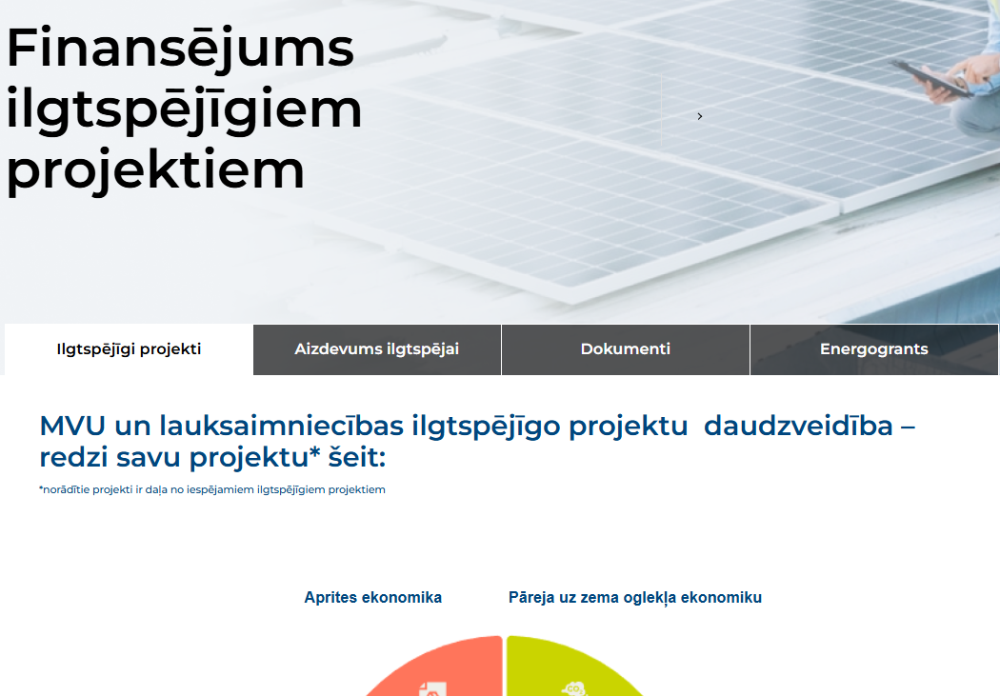 Finansējums
ilgtspējīgiem
projektiem
Ilgtspējīgi projekti
Aizdevums ilgtspējai
Dokumenti
Energogrants
MVU un lauksaimniecības ilgtspējīgo projektu  daudzveidība –
redzi savu projektu* šeit:
*norādītie projekti ir daļa no iespējamiem ilgtspējīgiem projektiem
Aprites ekonomika
Pāreja uz zema oglekļa ekonomiku
CO₂